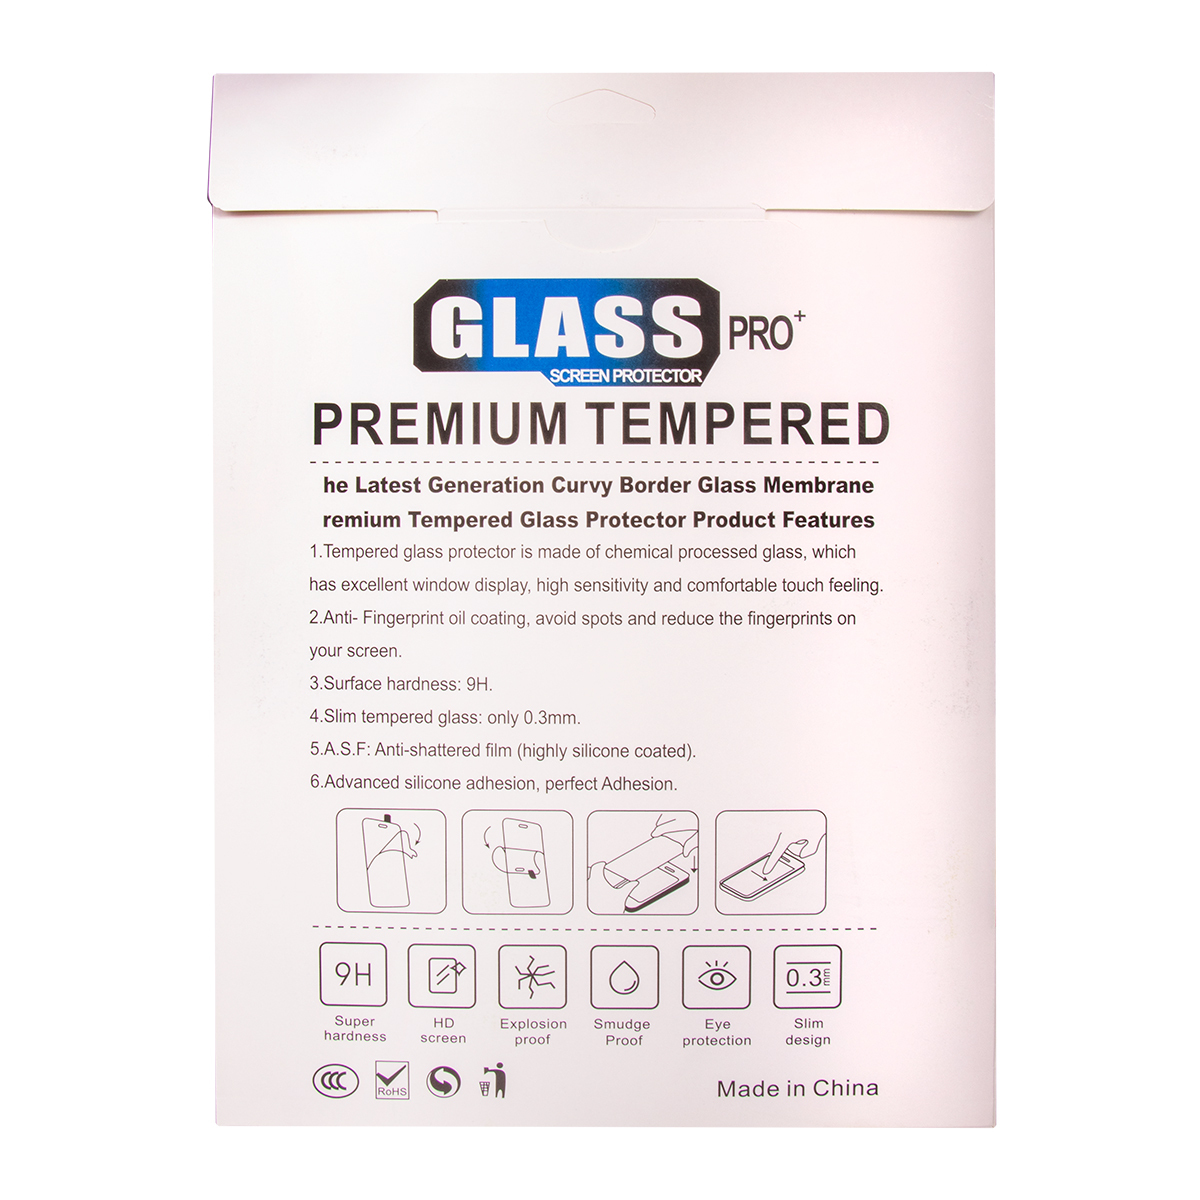 GLASS PRO+
SCREEN PROTECTOR
PREMIUM TEMPERED
he Latest Generation Curvy Border Glass Membrane
remium Tempered Glass Protector Product Features
1.Tempered glass protector is made of chemical processed glass, which
has excellent window display, high sensitivity and comfortable touch feeling.
2.Anti- Fingerprint oil coating, avoid spots and reduce the fingerprints on
your screen.
3.Surface hardness: 9H.
4.Slim tempered glass: only 0.3mm.
5.A.S.F: Anti-shattered film (highly silicone coated).
6.Advanced silicone adhesion, perfect Adhesion.
9H
0.3mm
Super
hardness
HD
screen
Explosion
proof
Smudge
Proof
Eye
protection
Slim
design
CCC
RoHS
Made in China